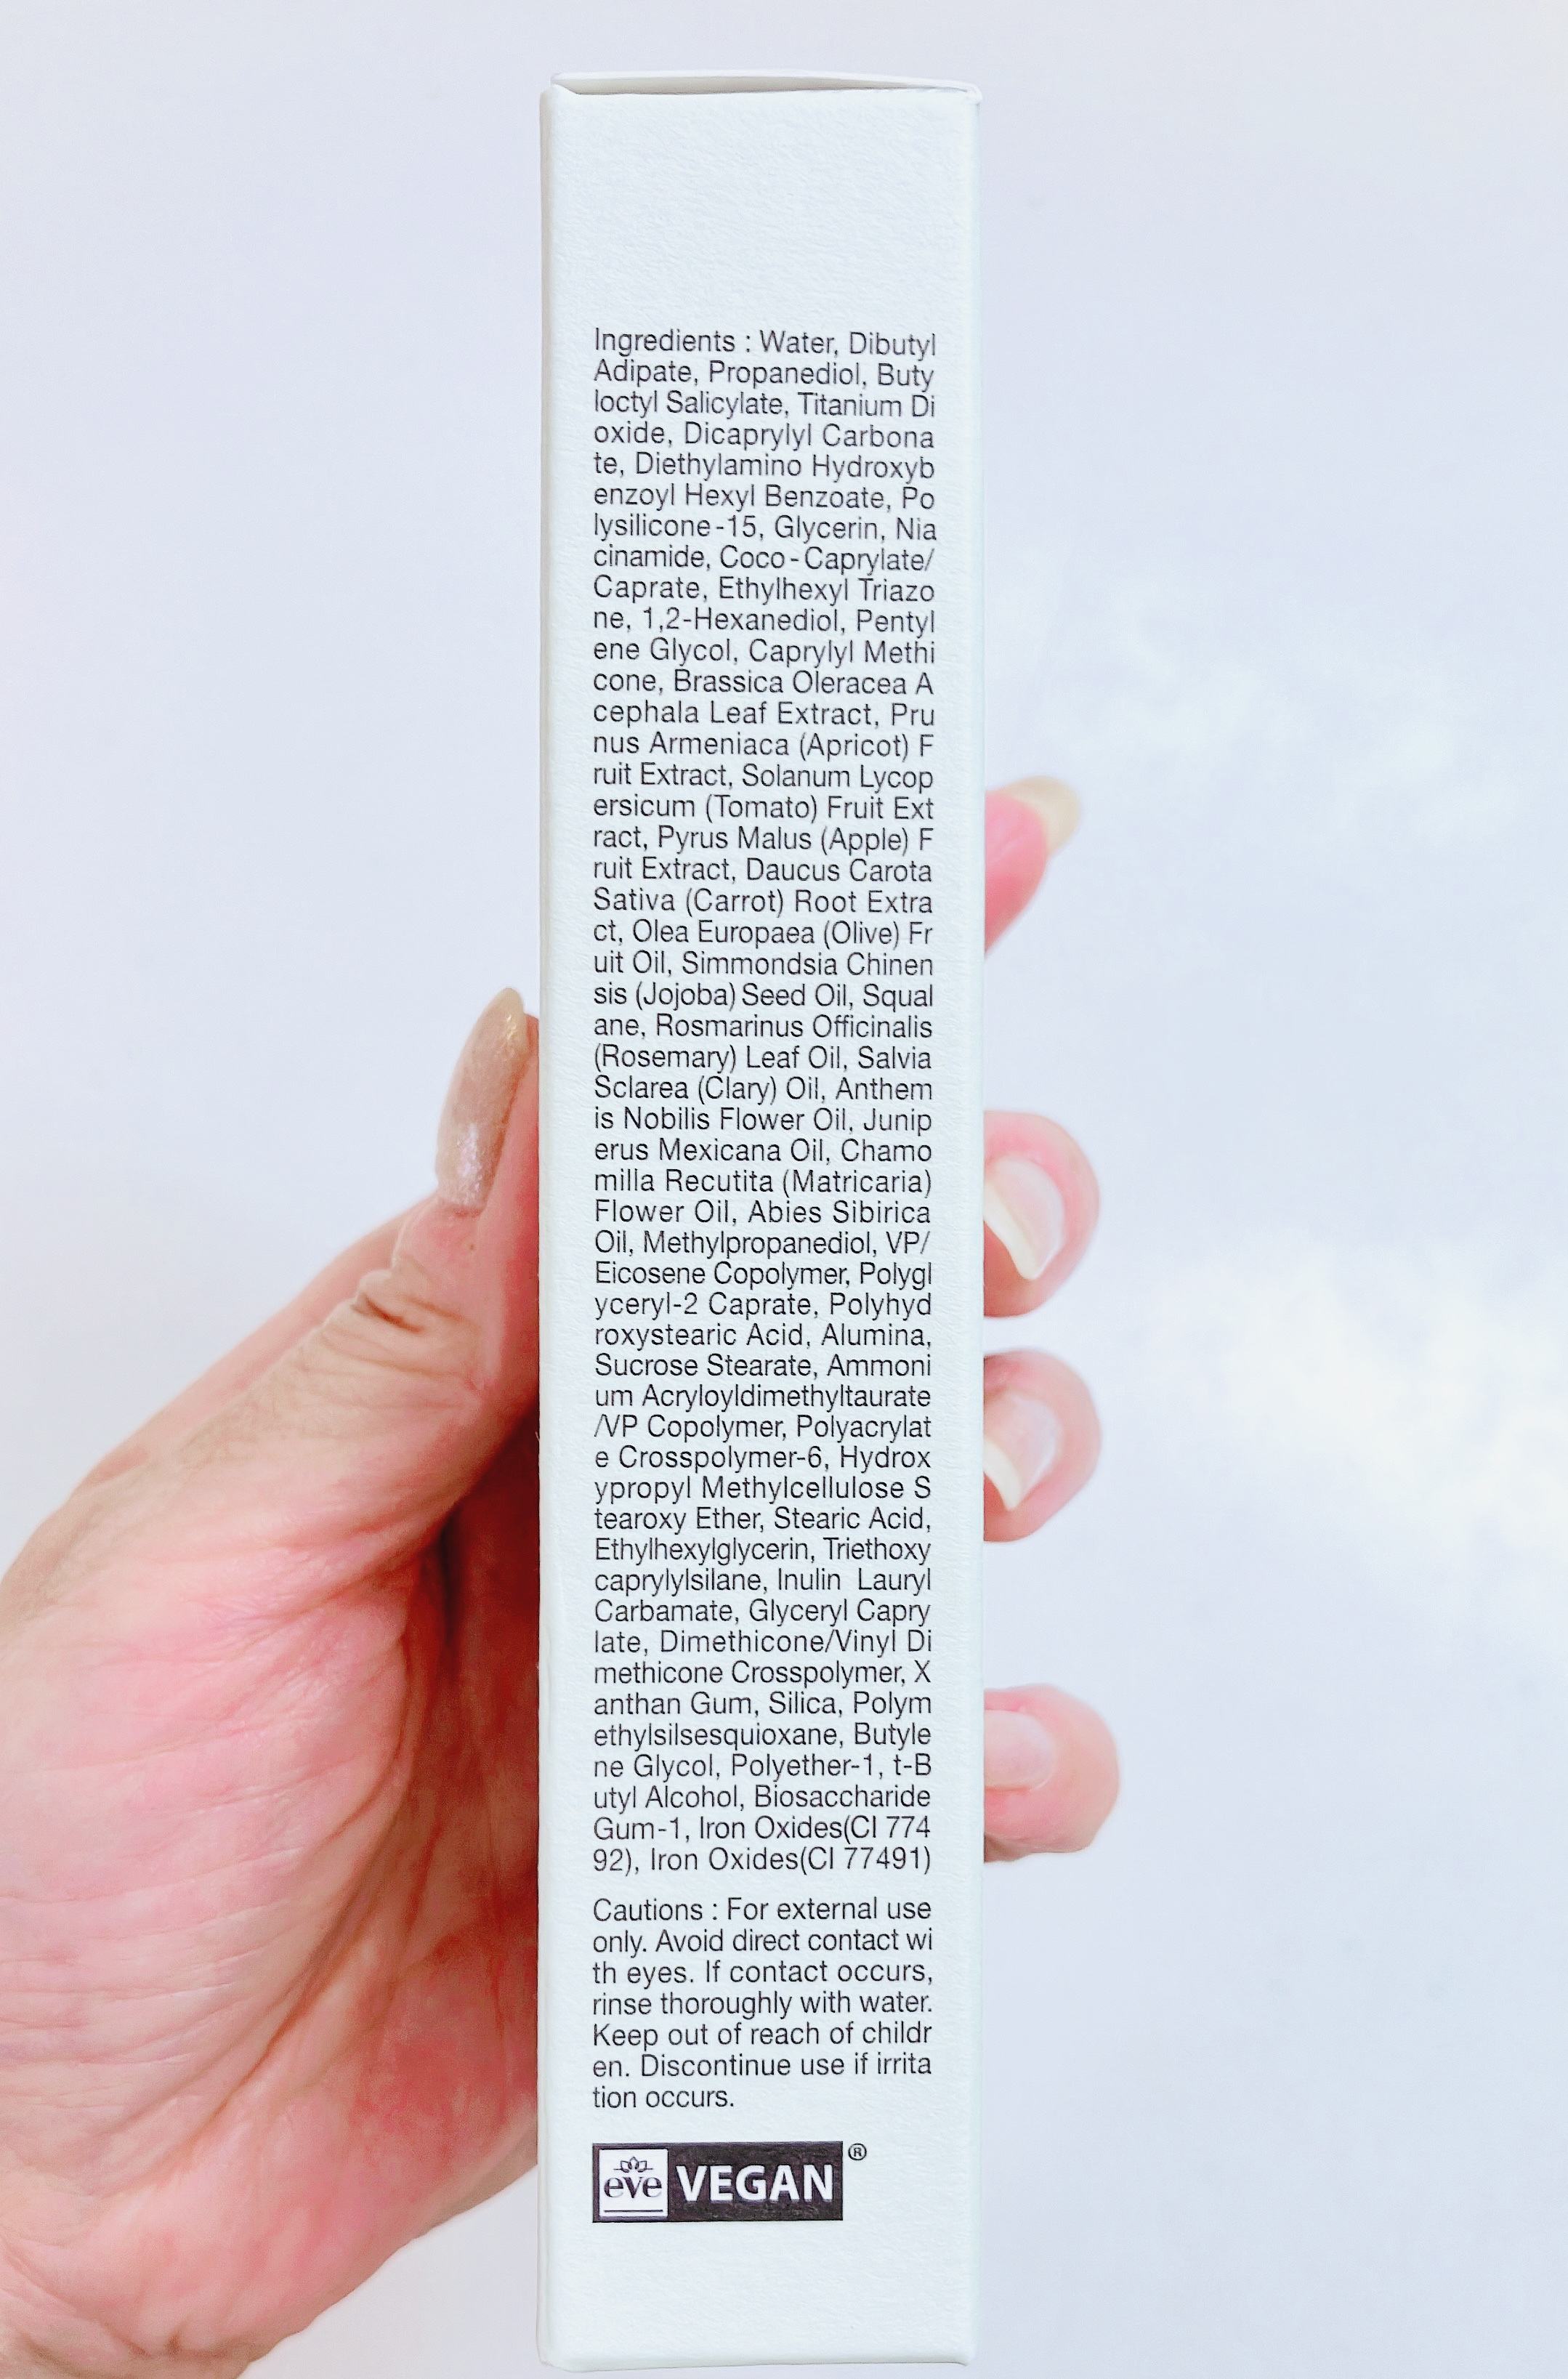 Ingredients : Water, Dibutyl
Adipate, Propanediol, Buty
loctyl Salicylate, Titanium Di
oxide, Dicaprylyl Carbona
te, Diethylamino Hydroxyb
enzoyl Hexyl Benzoate, Po
lysilicone-15, Glycerin, Nia
cinamide, Coco-Caprylate/
Caprate, Ethylhexyl Triazo
ne, 1,2-Hexanediol, Pentyl
ene Glycol, Caprylyl Methi
cone, Brassica Oleracea A
cephala Leaf Extract, Pru
nus Armeniaca (Apricot) F
ruit Extract, Solanum Lycop
ersicum (Tomato) Fruit Ext
ract, Pyrus Malus (Apple) F
ruit Extract, Daucus Carota
Sativa (Carrot) Root Extra
ct, Olea Europaea (Olive) Fr
uit Oil, Simmondsia Chinen
sis (Jojoba) Seed Oil, Squal
ane, Rosmarinus Officinalis
(Rosemary) Leaf Oil, Salvia
Sclarea (Clary) Oil, Anthem
is Nobilis Flower Oil, Junip
erus Mexicana Oil, Chamo
milla Recutita (Matricaria)
Flower Oil, Abies Sibirica
Oil, Methylpropanediol, VP/
Eicosene Copolymer, Polygl
yceryl-2 Caprate, Polyhyd
roxystearic Acid, Alumina,
Sucrose Stearate, Ammoni
um Acryloyldimethyltaurate
/VP Copolymer, Polyacrylat
e Crosspolymer-6, Hydrox
ypropyl Methylcellulose S
tearoxy Ether, Stearic Acid,
Ethylhexylglycerin, Triethoxy
caprylylsilane, Inulin Lauryl
Carbamate, Glyceryl Capry
late, Dimethicone/Vinyl Di
methicone Crosspolymer, X
anthan Gum, Silica, Polym
ethylsilsesquioxane, Butyle
ne Glycol, Polyether-1, t-B
utyl Alcohol, Biosaccharide
Gum-1, Iron Oxides(CI 774
92), Iron Oxides(CI 77491)
Cautions : For external use
only. Avoid direct contact wi
th eyes. If contact occurs,
rinse thoroughly with water.
Keep out of reach of childr
en. Discontinue use if irrita
tion occurs.
eve VEGAN®